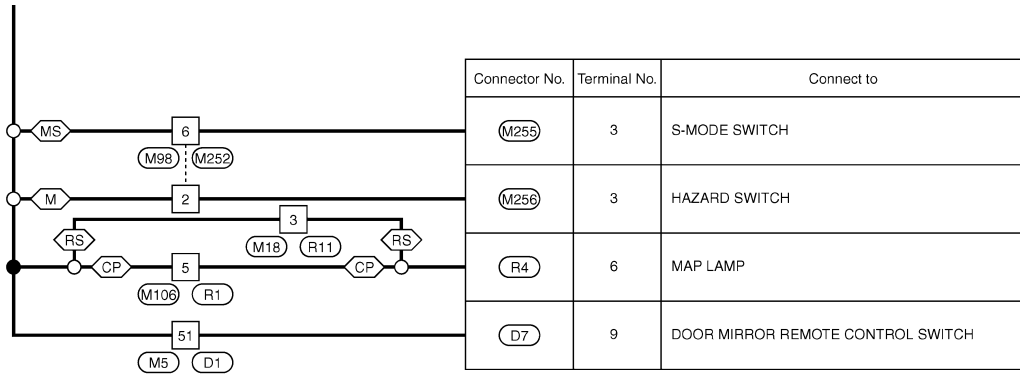 Connector No. Terminal No. Connect to
MS 6 M255 3 S-MODE SWITCH
M98 M252
M 2 M256 3 HAZARD SWITCH
3
RS M18 R11 RS
CP 5 CP R4 6 MAP LAMP
M106 R1
51 D7 9 DOOR MIRROR REMOTE CONTROL SWITCH
M5 D1